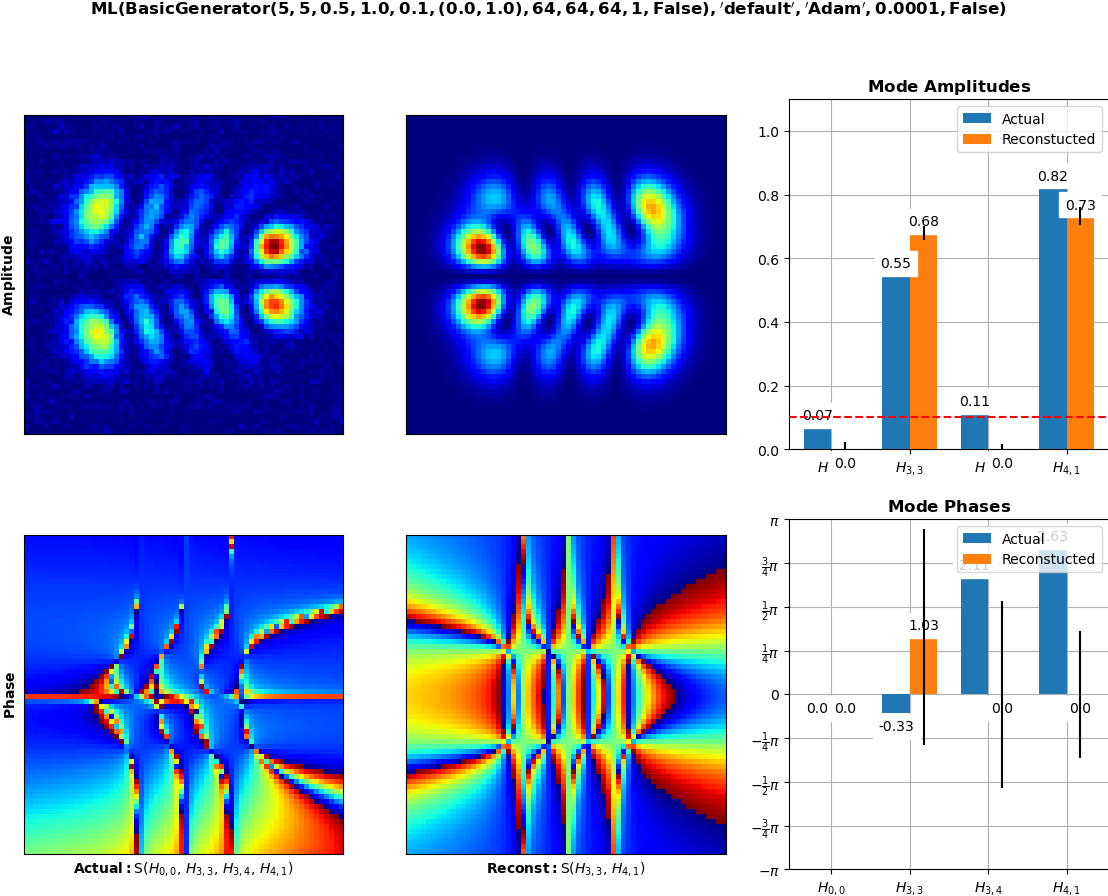 ML(BasicGenerator(5, 5, 0.5, 1.0, 0.1, (0.0, 1.0), 64, 64, 64, 1, False), ′default′, ′Adam′, 0.0001, False)
Mode Amplitudes
Actual
Reconstucted
1.0
0.8
0.6
0.4
0.2
0.0
0.07
0.0
0.55
0.68
0.11
0.0
0.82
0.73
H
H3,3
H
H4,1
Amplitude
Mode Phases
Actual
Reconstucted
π
3/4π
1/2π
1/4π
0
−1/4π
−1/2π
−3/4π
−π
0.0
0.0
-0.33
1.03
2.11
2.63
H0,0
H3,3
H3,4
H4,1
Phase
Actual: S(H0,0, H3,3, H3,4, H4,1)
Reconst: S(H3,3, H4,1)